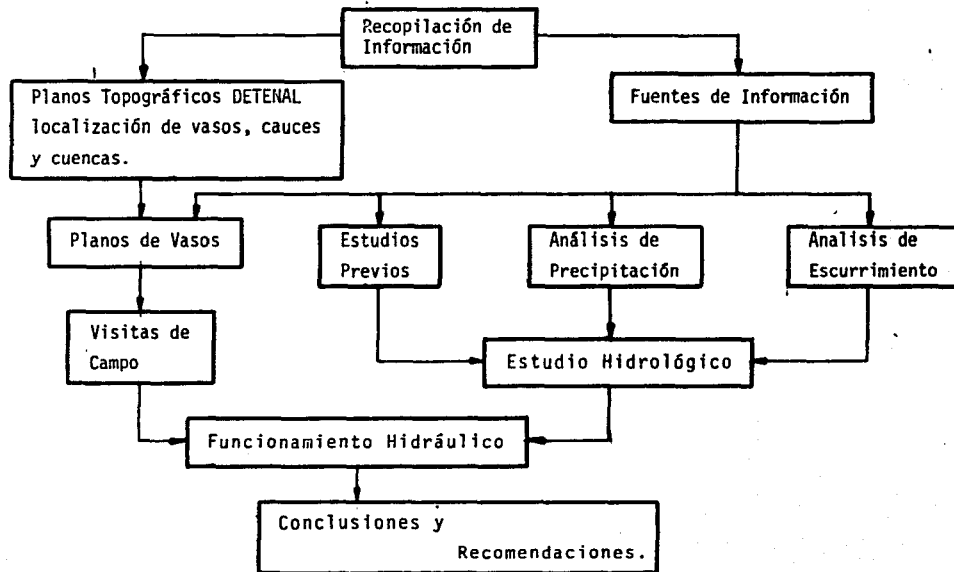 Recopilación de
Información
Planos Topográficos DETENAL
localización de vasos, cauces
y cuencas.
Fuentes de Información
Planos de Vasos
Estudios
Previos
Análisis de
Precipitación
Analisis de
Escurrimiento
Visitas de
Campo
Estudio Hidrológico
Funcionamiento Hidráulico
Conclusiones y
Recomendaciones.